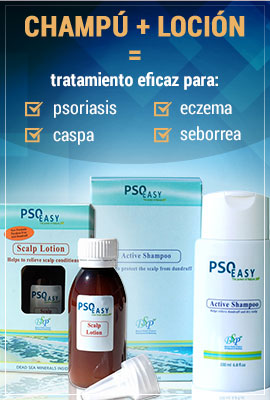 CHAMPÚ + LOCIÓN
=
tratamiento eficaz para:
psoriasis
eczema
caspa
seborrea
PSO
EASY
Active Shampoo
PSO
EASY
Scalp Lotion
Helps to relieve scalp conditions
PSO
EASY
Scalp
Lotion
DEAD SEA MINERALS INSIDE
PSO
EASY
Active Shampoo